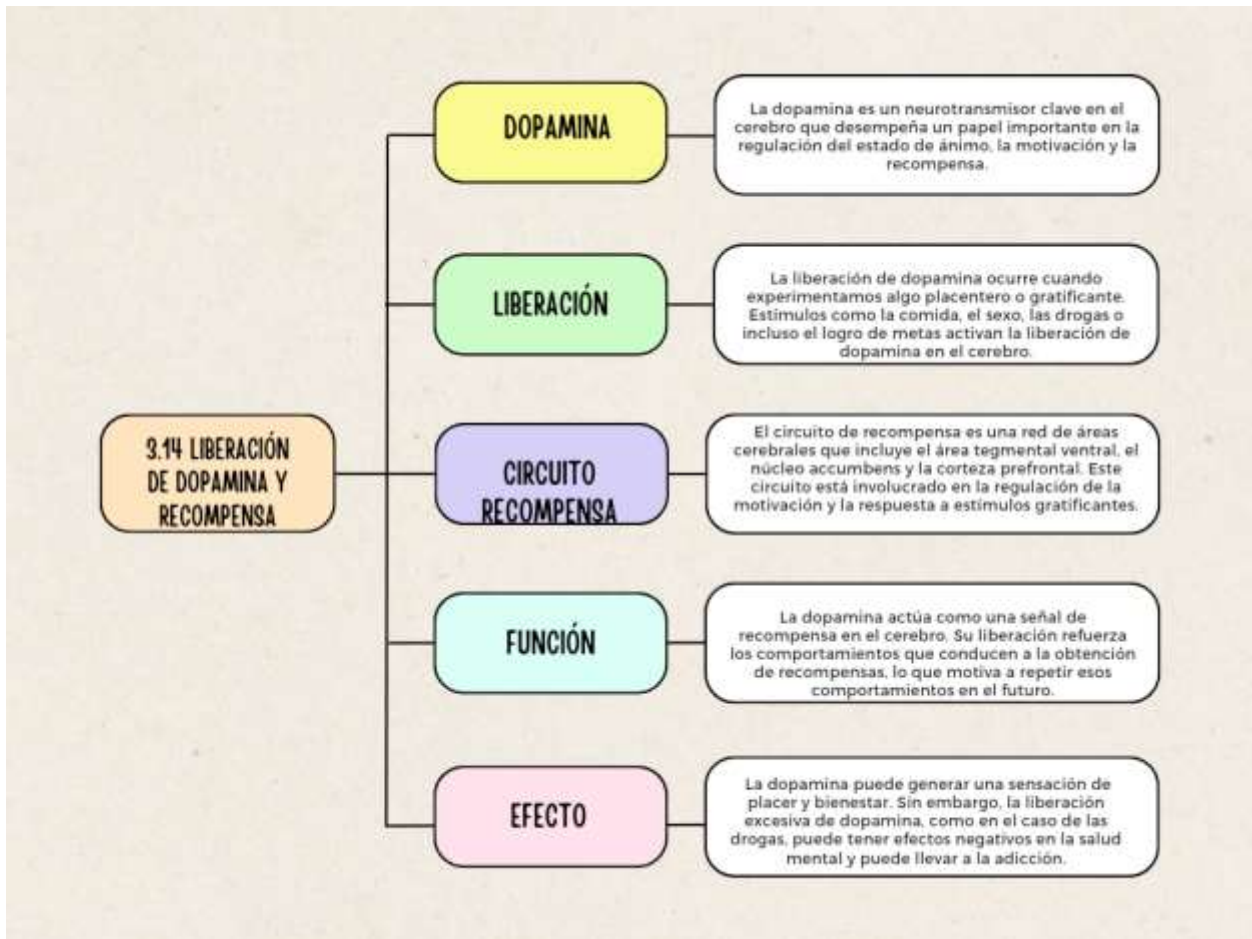 3.14 LIBERACIÓN
DE DOPAMINA Y
RECOMPENSA
DOPAMINA
La dopamina es un neurotransmisor clave en el
cerebro que desempeña un papel importante en la
regulación del estado de ánimo, la motivación y la
recompensa.
LIBERACIÓN
La liberación de dopamina ocurre cuando
experimentamos algo placentero o gratificante.
Estímulos como la comida, el sexo, las drogas o
incluso el logro de metas activan la liberación de
dopamina en el cerebro.
CIRCUITO
RECOMPENSA
El circuito de recompensa es una red de áreas
cerebrales que incluye el área tegmental ventral, el
núcleo accumbens y la corteza prefrontal. Este
circuito está involucrado en la regulación de la
motivación y la respuesta a estímulos gratificantes.
FUNCIÓN
La dopamina actúa como una señal de
recompensa en el cerebro. Su liberación refuerza
los comportamientos que conducen a la obtención
de recompensas, lo que motiva a repetir esos
comportamientos en el futuro.
EFECTO
La dopamina puede generar una sensación de
placer y bienestar. Sin embargo, la liberación
excesiva de dopamina, como en el caso de las
drogas, puede tener efectos negativos en la salud
mental y puede llevar a la adicción.